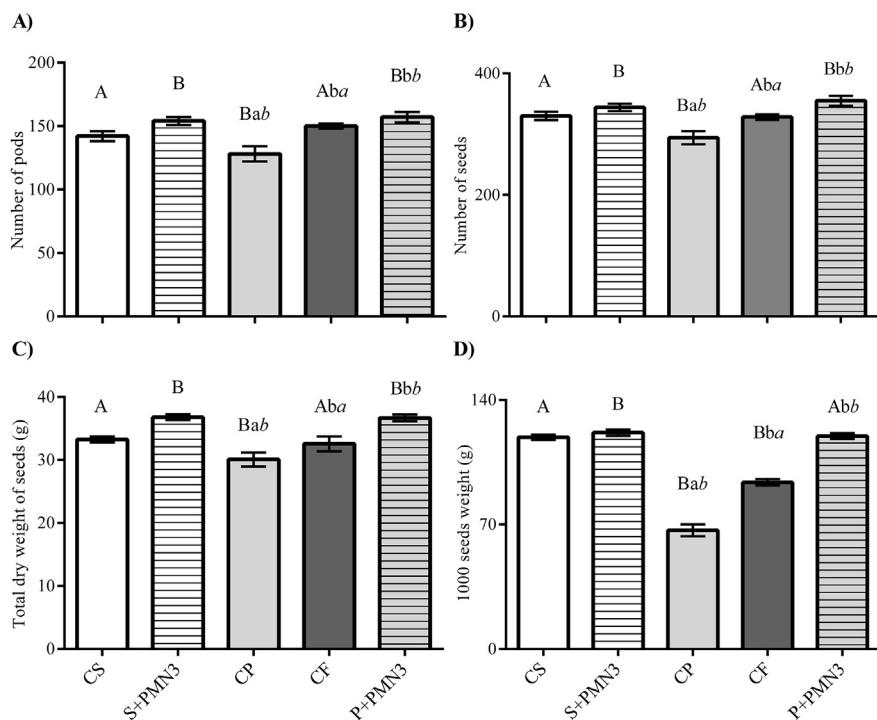 A)
Number of pods
200
150
100
50
0
A
B
Bab
Aba
Bbb
B)
Number of seeds
400
200
0
A
B
Bab
Aba
Bbb
C)
Total dry weight of seeds (g)
40
30
20
10
0
A
B
Bab
Aba
Bbb
CS
S+PMN3
CP
CF
P+PMN3
D)
1000 seeds weight (g)
140
70
0
A
B
Bab
Bba
Abb
CS
S+PMN3
CP
CF
P+PMN3